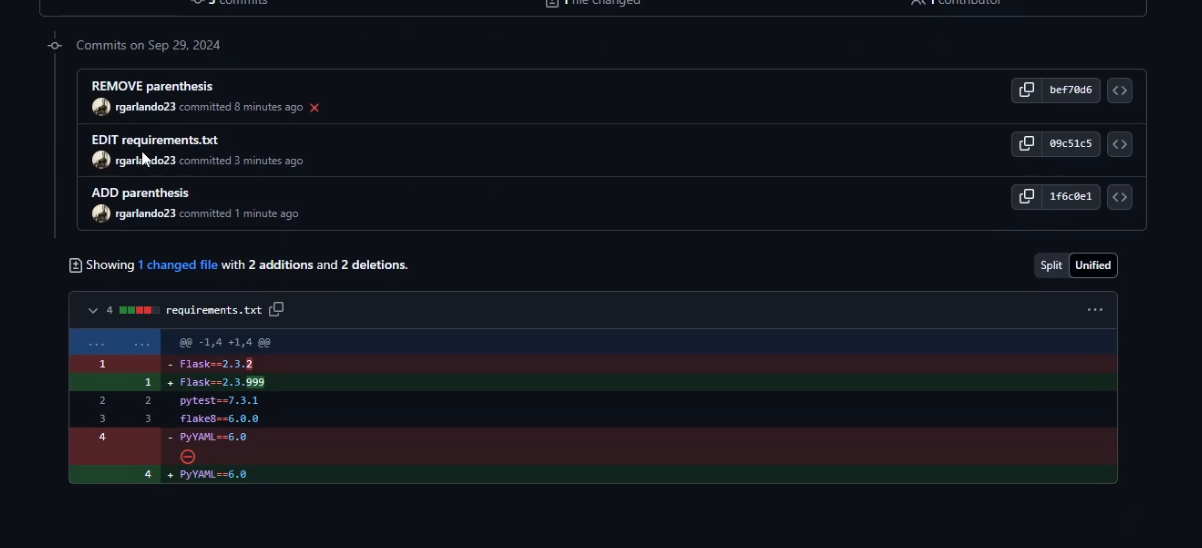 3 commits
1 file changed
1 contributor
Commits on Sep 29, 2024
REMOVE parenthesis
bef70d6
rgarlando23 committed 8 minutes ago
EDIT requirements.txt
09c51c5
rgarlando23 committed 3 minutes ago
ADD parenthesis
1f6c0e1
rgarlando23 committed 1 minute ago
Showing 1 changed file with 2 additions and 2 deletions.
Split Unified
4 requirements.txt
... ... @@ -1,4 +1,4 @@
1 - Flask==2.3.2
1 + Flask==2.3.999
2 2 pytest==7.3.1
3 3 flake8==6.0.0
4 - PyYAML==6.0
4 + PyYAML==6.0